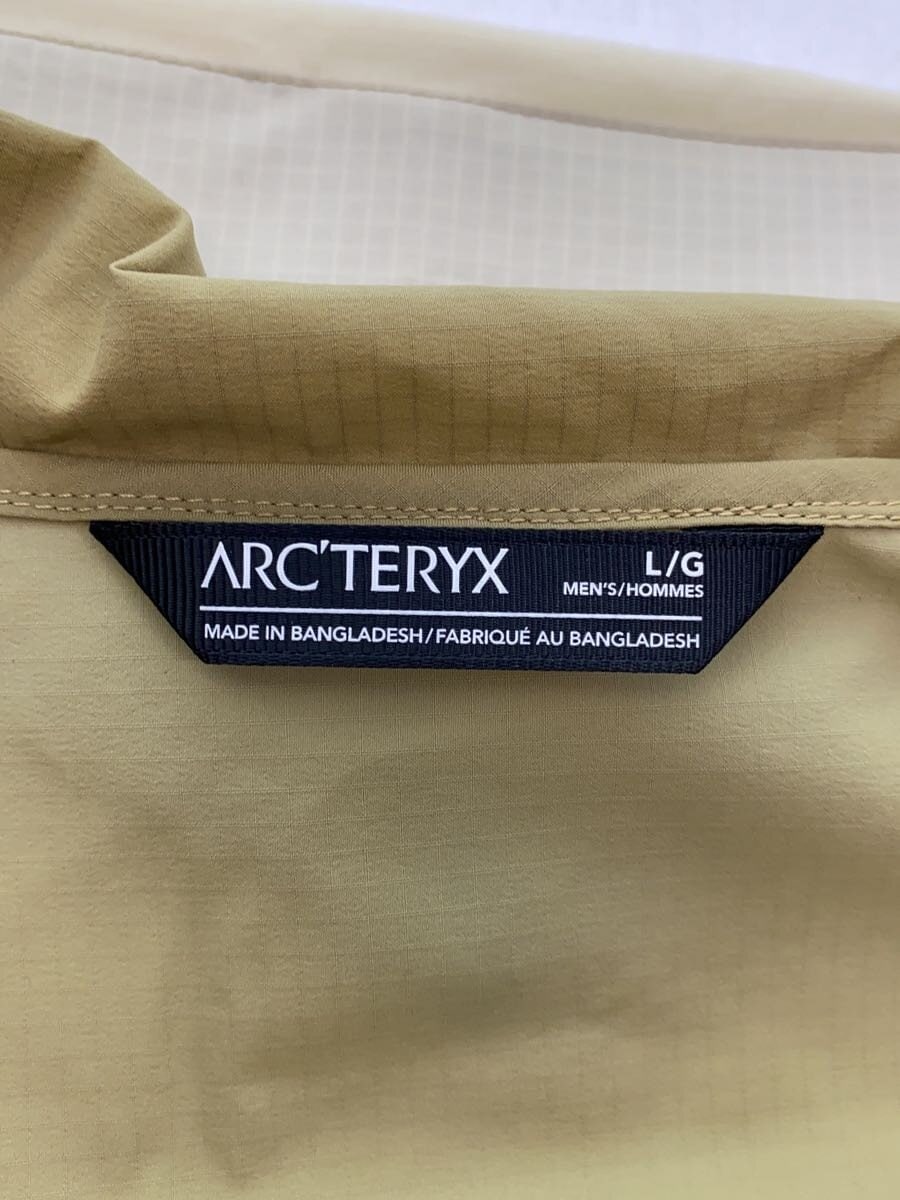 ARC'TERYX
L/G
MEN'S/HOMMES
MADE IN BANGLADESH/FABRIQUÉ AU BANGLADESH